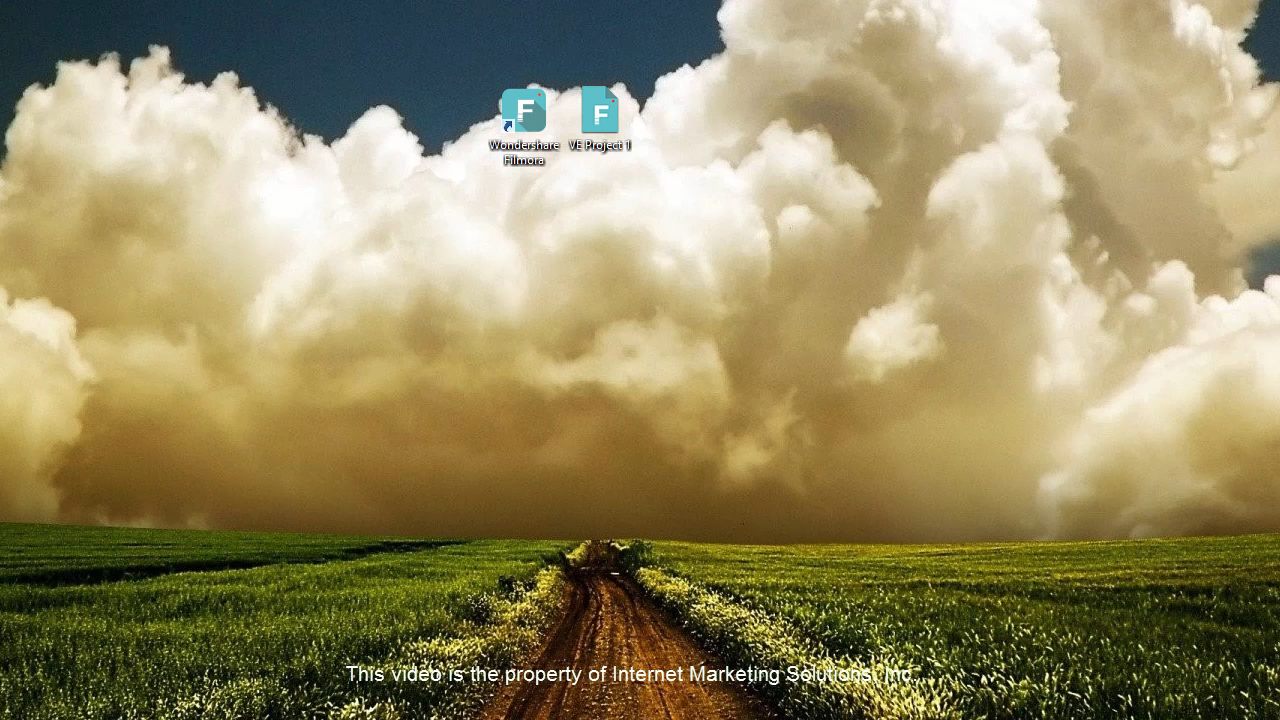 F F
Wondershare Filmora
VE Project 1
This video is the property of Internet Marketing Solutions, Inc.